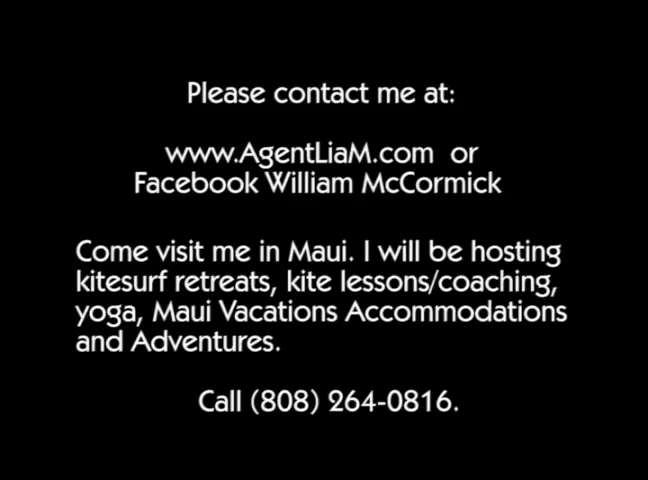 Please contact me at:
www.AgentLiaM.com or
Facebook William McCormick
Come visit me in Maui. I will be hosting
kitesurf retreats, kite lessons/coaching,
yoga, Maui Vacations Accommodations
and Adventures.
Call (808) 264-0816.